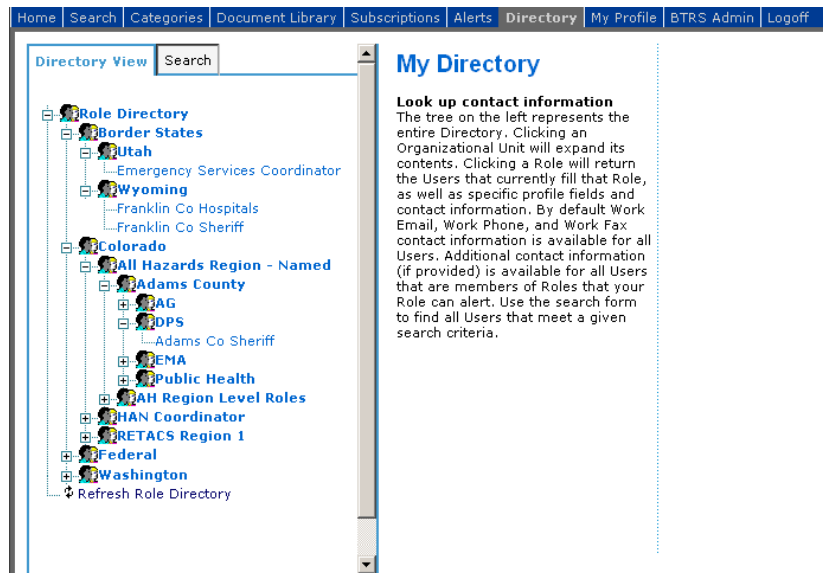 Home Search Categories Document Library Subscriptions Alerts Directory My Profile BTRS Admin Logoff
Directory View Search
Role Directory
Border States
Utah
Emergency Services Coordinator
Wyoming
Franklin Co Hospitals
Franklin Co Sheriff
Colorado
All Hazards Region - Named
Adams County
AG
DPS
Adams Co Sheriff
EMA
Public Health
AH Region Level Roles
HAN Coordinator
RETACS Region 1
Federal
Washington
Refresh Role Directory
My Directory
Look up contact information
The tree on the left represents the
entire Directory. Clicking an
Organizational Unit will expand its
contents. Clicking a Role will return
the Users that currently fill that Role,
as well as specific profile fields and
contact information. By default Work
Email, Work Phone, and Work Fax
contact information is available for all
Users. Additional contact information
(if provided) is available for all Users
that are members of Roles that your
Role can alert. Use the search form
to find all Users that meet a given
search criteria.